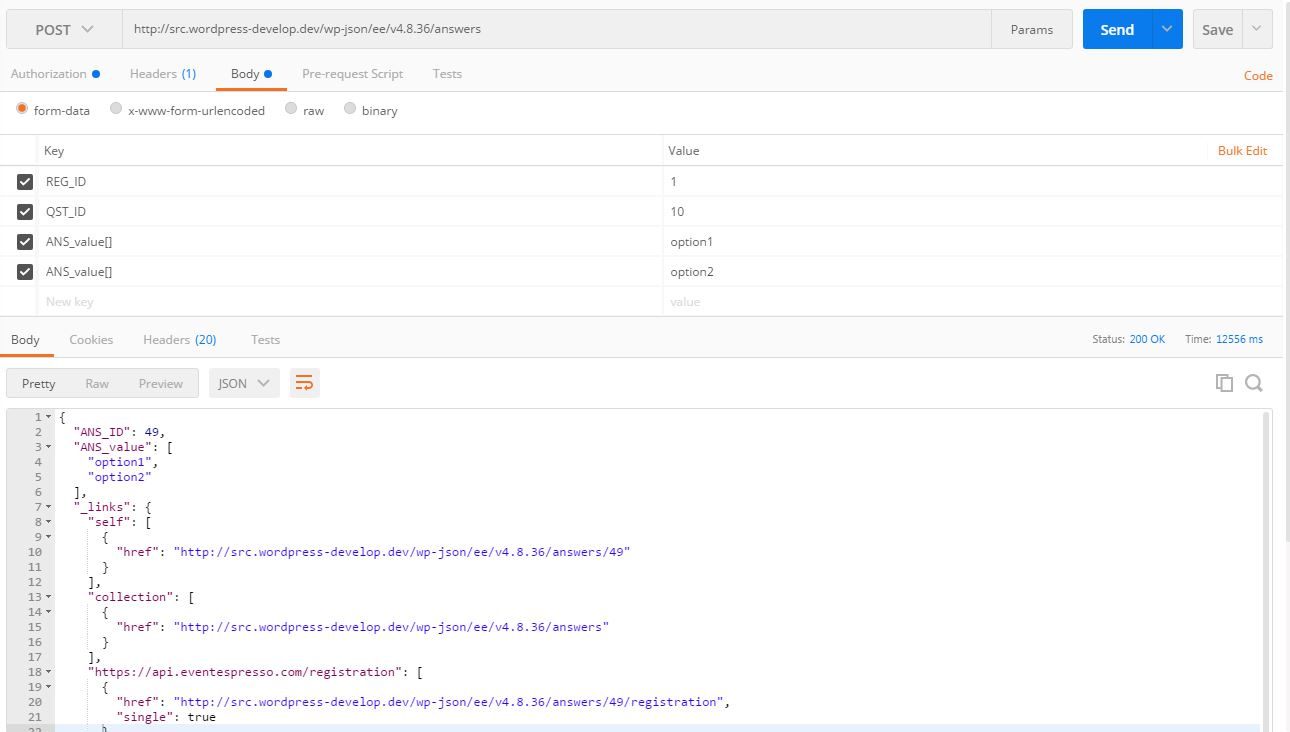 POST http://src.wordpress-develop.dev/wp-json/ee/v4.8.36/answers Params Send Save
Authorization Headers (1) Body Pre-request Script Tests Code
form-data x-www-form-urlencoded raw binary
Key Value Bulk Edit
REG_ID 1
QST_ID 10
ANS_value[] option1
ANS_value[] option2
New key value
Body Cookies Headers (20) Tests Status: 200 OK Time: 12556 ms
Pretty Raw Preview JSON
1 {
2 "ANS_ID": 49,
3 "ANS_value": [
4 "option1",
5 "option2"
6 ],
7 "_links": {
8 "self": [
9 {
10 "href": "http://src.wordpress-develop.dev/wp-json/ee/v4.8.36/answers/49"
11 }
12 ],
13 "collection": [
14 {
15 "href": "http://src.wordpress-develop.dev/wp-json/ee/v4.8.36/answers"
16 }
17 ],
18 "https://api.eventespresso.com/registration": [
19 {
20 "href": "http://src.wordpress-develop.dev/wp-json/ee/v4.8.36/answers/49/registration",
21 "single": true
22 }